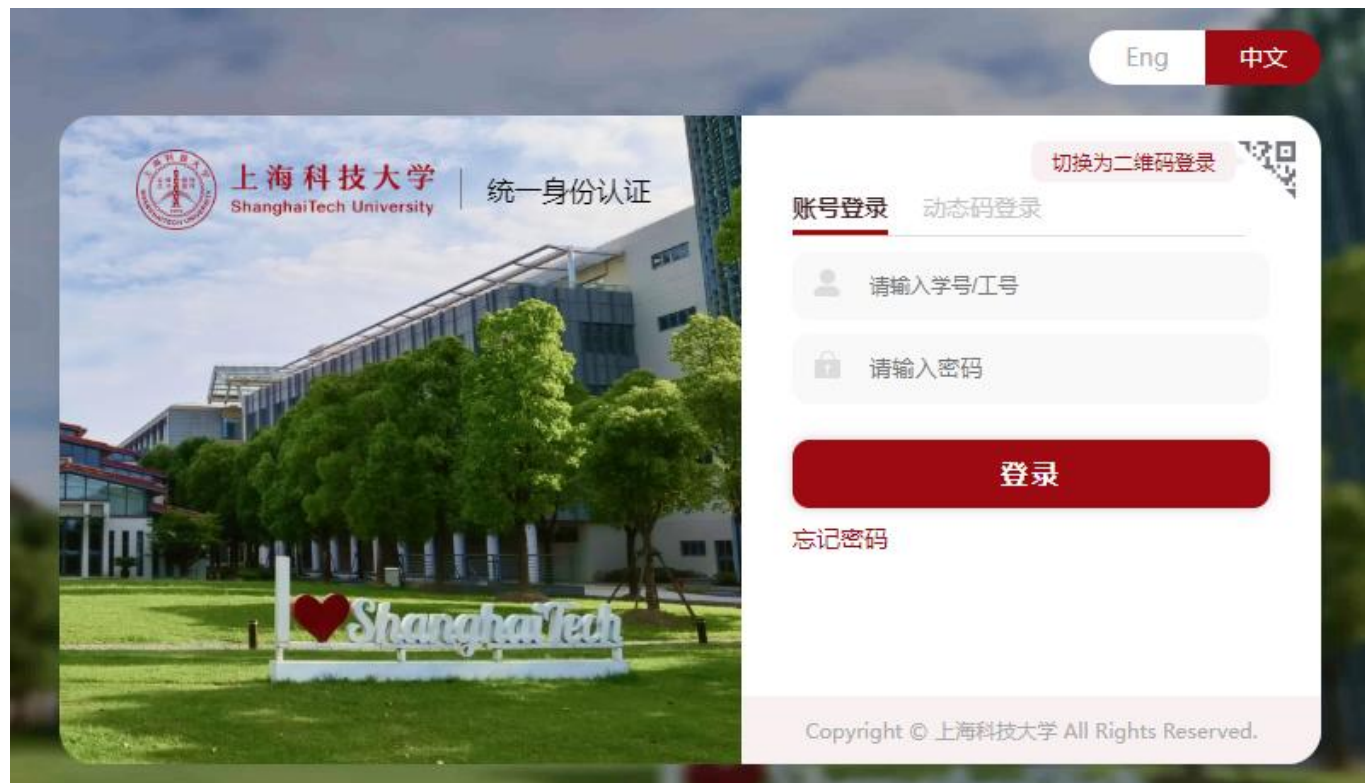 Eng 中文
上海科技大学
ShanghaiTech University
统一身份认证
切换为二维码登录
账号登录 动态码登录
请输入学号/工号
请输入密码
登录
忘记密码
I ShanghaiTech
Copyright © 上海科技大学 All Rights Reserved.